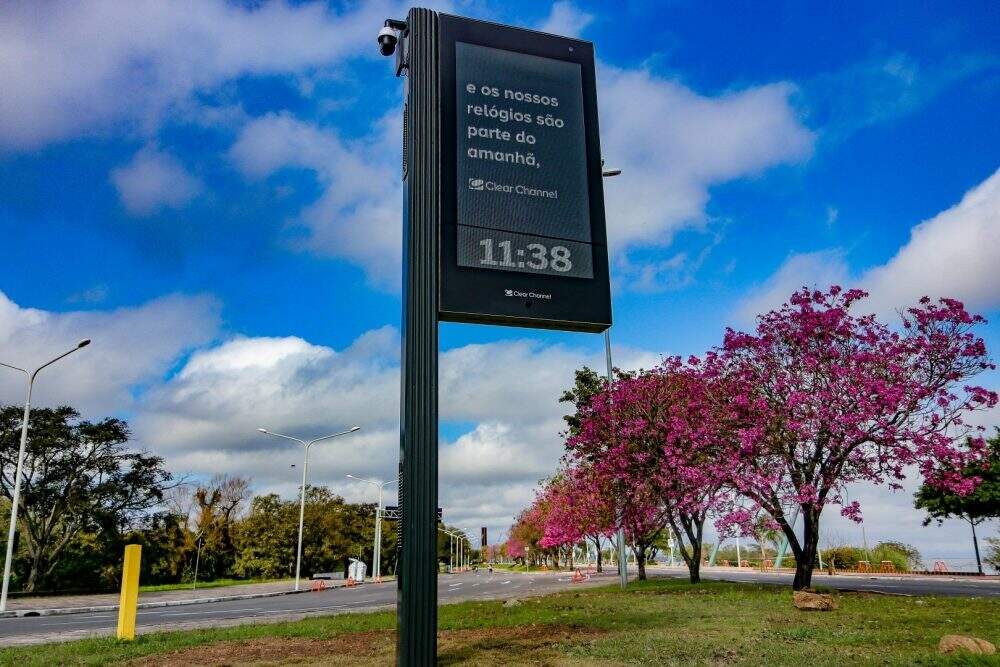 e os nossos
relógios são
parte do
amanhã,
Clear Channel
11:38
Clear Channel